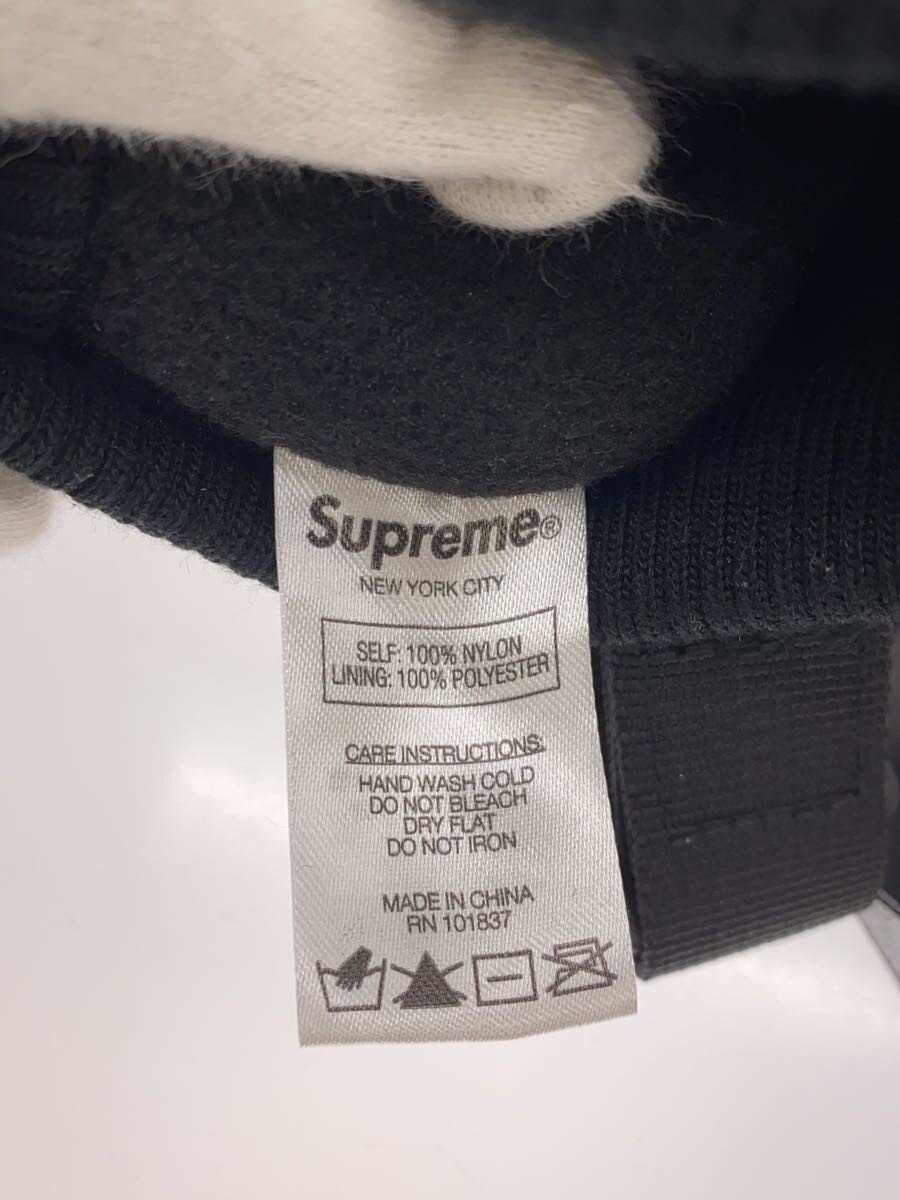 Supreme®
NEW YORK CITY
SELF: 100% NYLON
LINING: 100% POLYESTER
CARE INSTRUCTIONS:
HAND WASH COLD
DO NOT BLEACH
DRY FLAT
DO NOT IRON
MADE IN CHINA
RN 101837